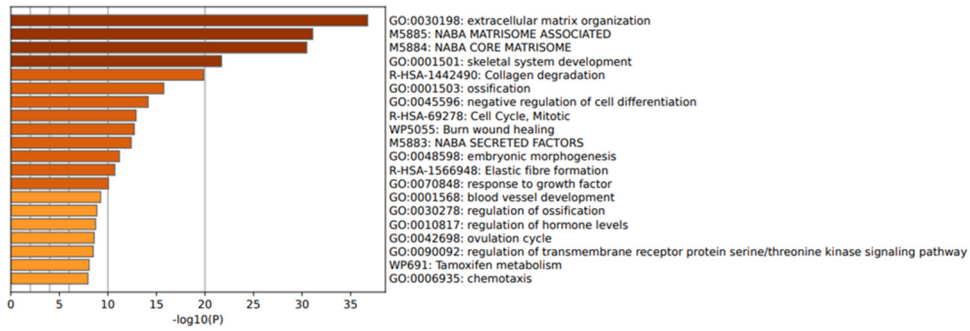 GO:0030198: extracellular matrix organization
M5885: NABA MATRISOME ASSOCIATED
M5884: NABA CORE MATRISOME
GO:0001501: skeletal system development
R-HSA-1442490: Collagen degradation
GO:0001503: ossification
GO:0045596: negative regulation of cell differentiation
R-HSA-69278: Cell Cycle, Mitotic
WP5055: Burn wound healing
M5883: NABA SECRETED FACTORS
GO:0048598: embryonic morphogenesis
R-HSA-1566948: Elastic fibre formation
GO:0070848: response to growth factor
GO:0001568: blood vessel development
GO:0030278: regulation of ossification
GO:0010817: regulation of hormone levels
GO:0042698: ovulation cycle
GO:0090092: regulation of transmembrane receptor protein serine/threonine kinase signaling pathway
WP691: Tamoxifen metabolism
GO:0006935: chemotaxis
0 5 10 15 20 25 30 35
-log10(P)